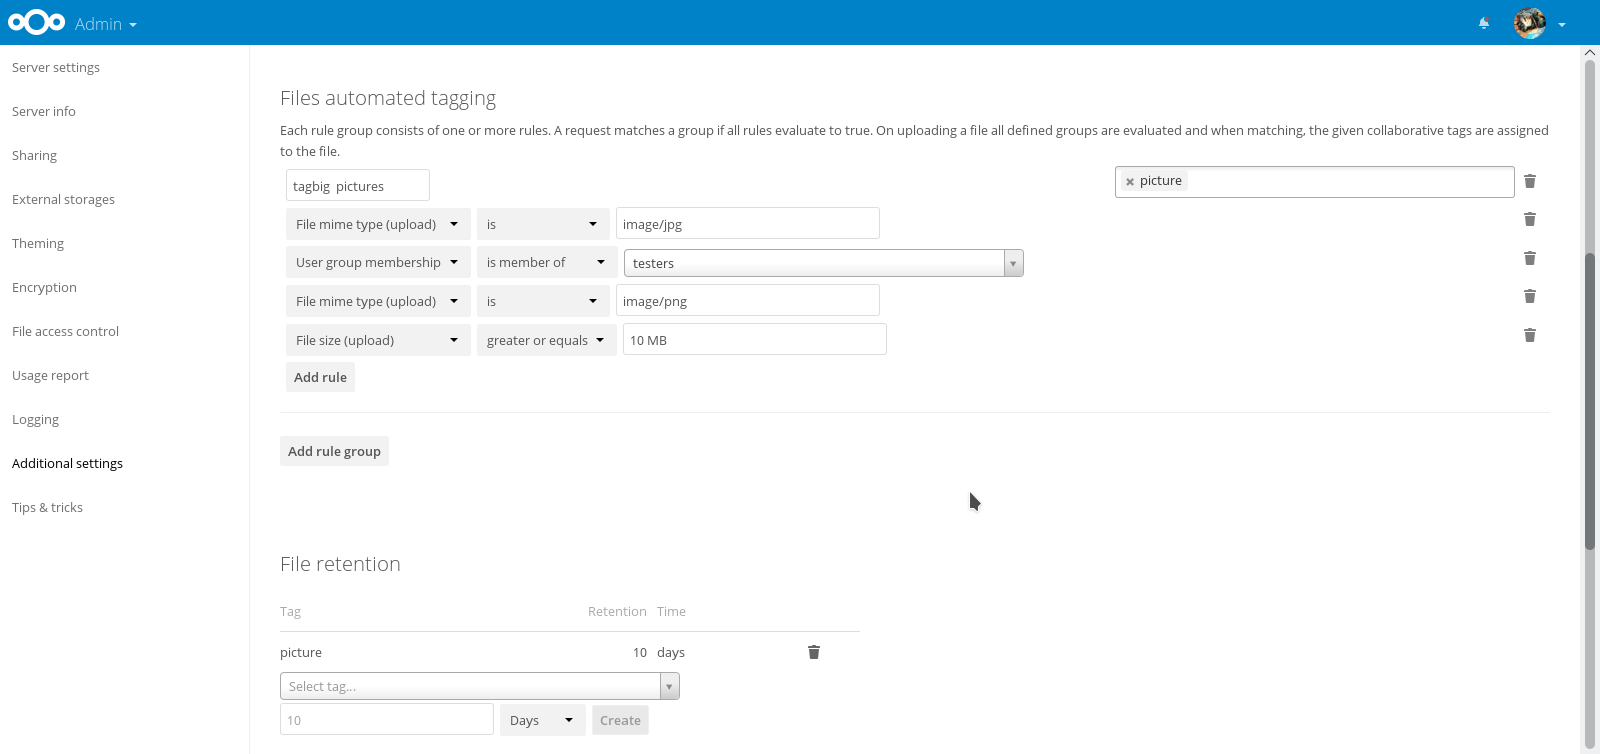 Admin
Server settings
Server info
Sharing
External storages
Theming
Encryption
File access control
Usage report
Logging
Additional settings
Tips & tricks
Files automated tagging
Each rule group consists of one or more rules. A request matches a group if all rules evaluate to true. On uploading a file all defined groups are evaluated and when matching, the given collaborative tags are assigned
to the file.
tagbig pictures
picture
File mime type (upload) is image/jpg
User group membership is member of testers
File mime type (upload) is image/png
File size (upload) greater or equals 10 MB
Add rule
Add rule group
File retention
Tag Retention Time
picture 10 days
Select tag...
10 Days Create